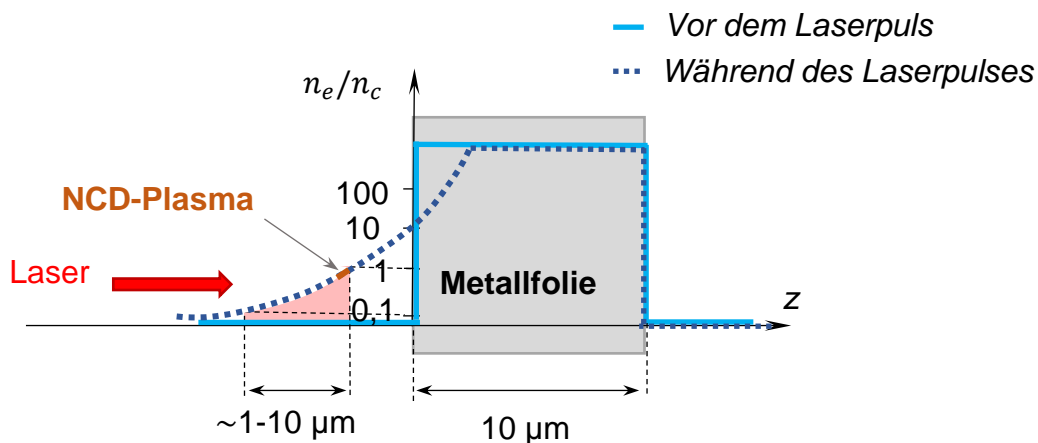 Vor dem Laserpuls
Während des Laserpulses
n_e/n_c
100
NCD-Plasma
10
Laser
1
Metallfolie
z
0,1
~1-10 µm
10 µm